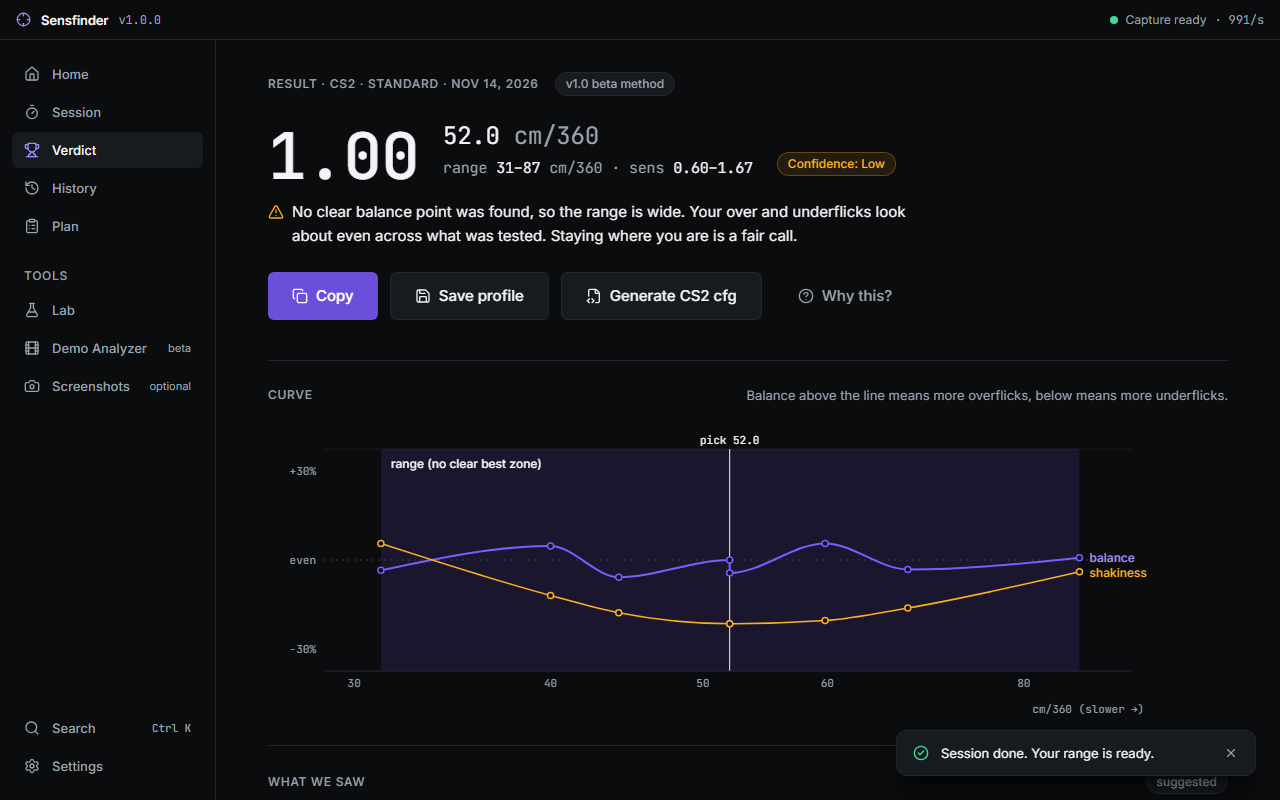 Sensfinder v1.0.0
Capture ready · 991/s
Home
Session
Verdict
History
Plan
TOOLS
Lab
Demo Analyzer beta
Screenshots optional
Search Ctrl K
Settings
RESULT · CS2 · STANDARD · NOV 14, 2026
v1.0 beta method
1.00
52.0 cm/360
range 31–87 cm/360 · sens 0.60–1.67
Confidence: Low
No clear balance point was found, so the range is wide. Your over and underflicks look
about even across what was tested. Staying where you are is a fair call.
Copy
Save profile
Generate CS2 cfg
Why this?
CURVE
Balance above the line means more overflicks, below means more underflicks.
pick 52.0
range (no clear best zone)
+30%
even
-30%
balance
shakiness
30 40 50 60 80
cm/360 (slower →)
WHAT WE SAW
suggested
Session done. Your range is ready.